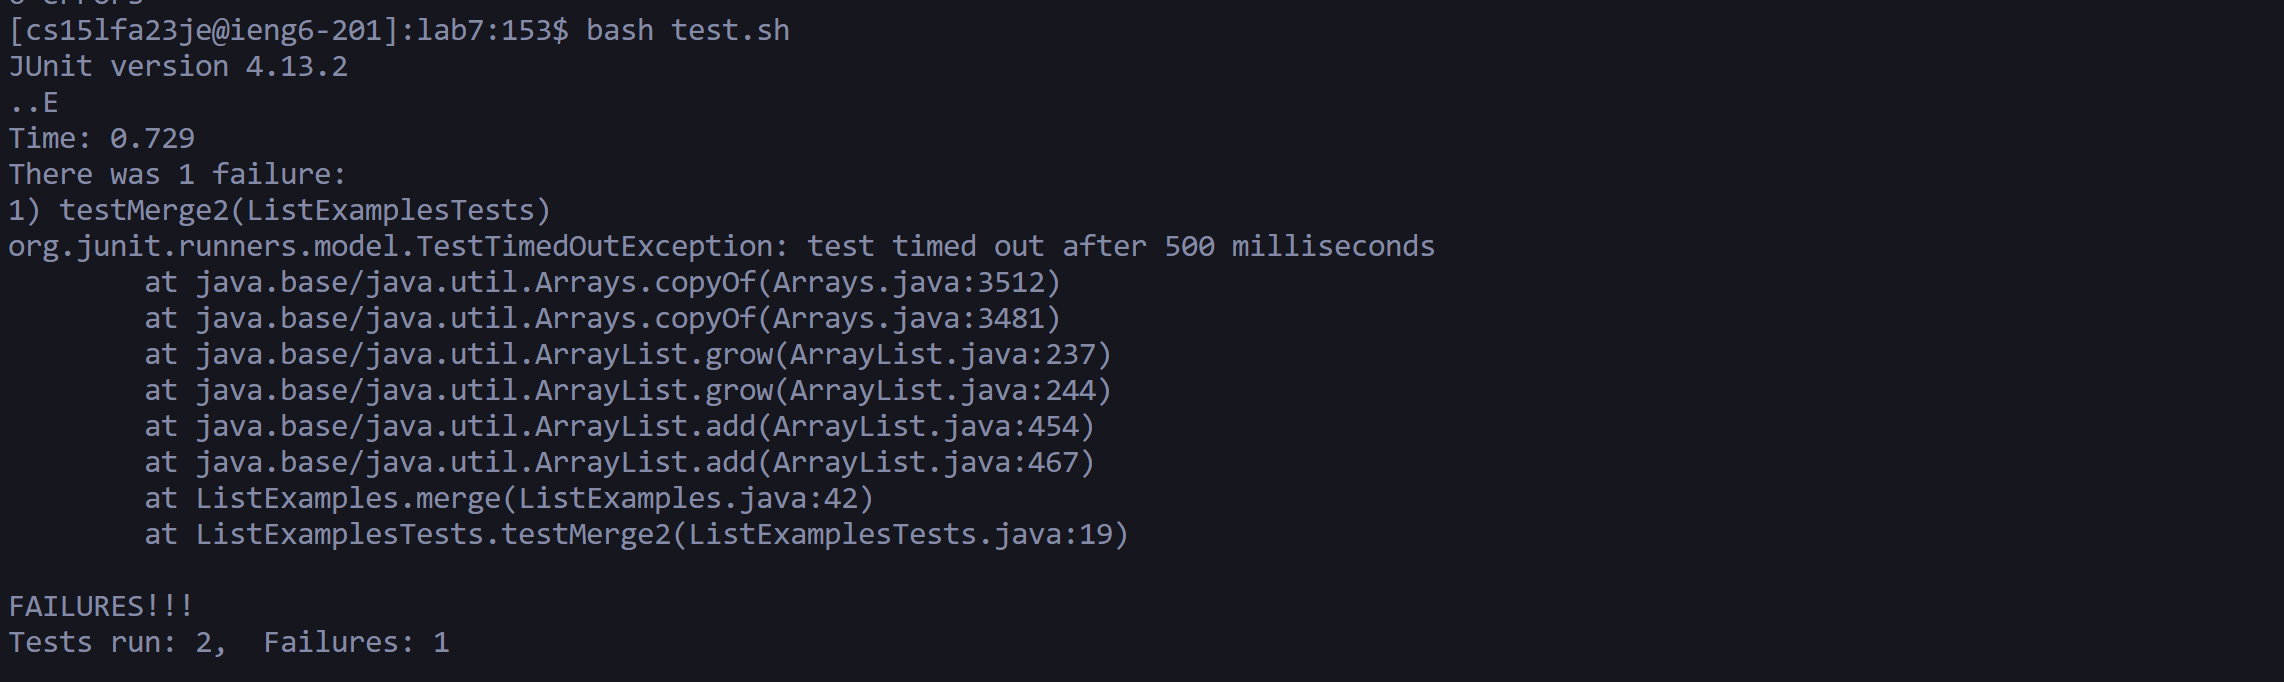 [cs15lfa23je@ieng6-201]:lab7:153$ bash test.sh
JUnit version 4.13.2
..E
Time: 0.729
There was 1 failure:
1) testMerge2(ListExamplesTests)
org.junit.runners.model.TestTimedOutException: test timed out after 500 milliseconds
        at java.base/java.util.Arrays.copyOf(Arrays.java:3512)
        at java.base/java.util.Arrays.copyOf(Arrays.java:3481)
        at java.base/java.util.ArrayList.grow(ArrayList.java:237)
        at java.base/java.util.ArrayList.grow(ArrayList.java:244)
        at java.base/java.util.ArrayList.add(ArrayList.java:454)
        at java.base/java.util.ArrayList.add(ArrayList.java:467)
        at ListExamples.merge(ListExamples.java:42)
        at ListExamplesTests.testMerge2(ListExamplesTests.java:19)

FAILURES!!!
Tests run: 2,  Failures: 1